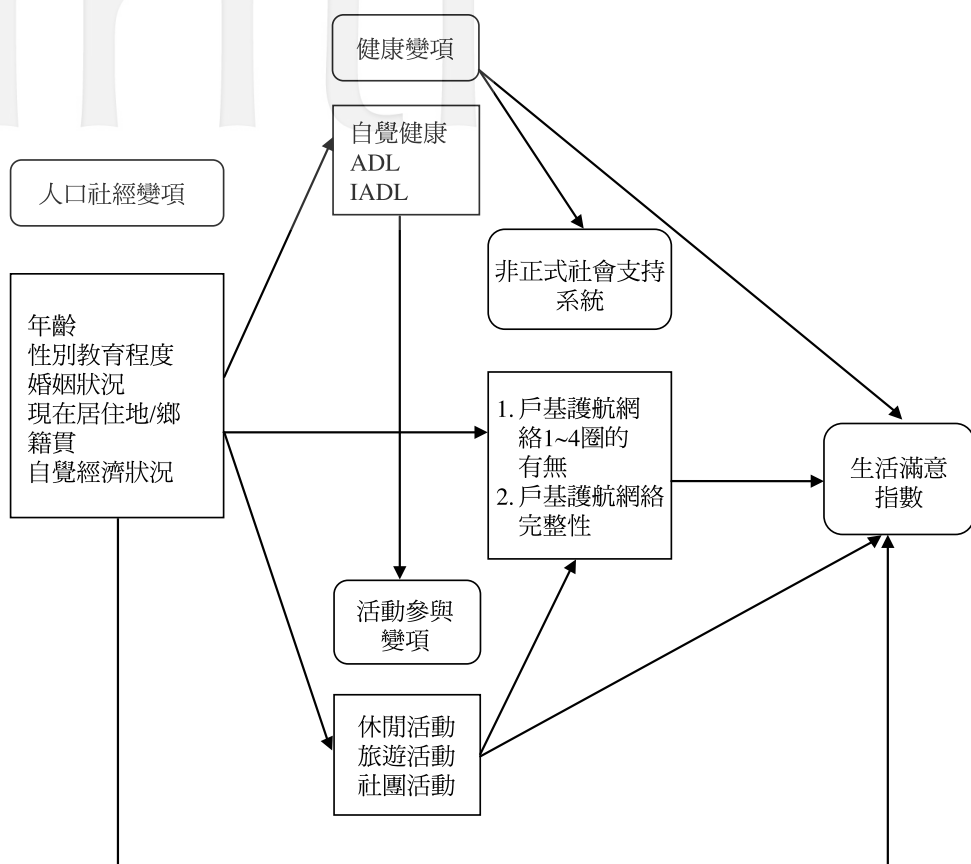 健康變項
自覺健康
ADL
IADL
人口社經變項
年齡
性別教育程度
婚姻狀況
現在居住地/鄉
籍貫
自覺經濟狀況
非正式社會支持
系統
1. 戶基護航網
絡1~4圈的
有無
2. 戶基護航網絡
完整性
生活滿意
指數
活動參與
變項
休閒活動
旅遊活動
社團活動